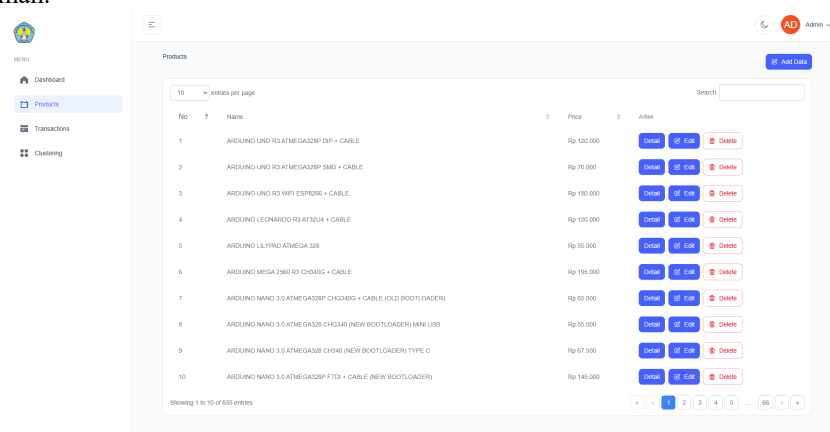 AD Admin
MENU
Dashboard
Products
Transactions
Clustering
Products
Add Data
10 entries per page
Search:
No Name Price Action
1 ARDUINO UNO R3 ATMEGA328P DIP + CABLE Rp 120.000 Detail Edit Delete
2 ARDUINO UNO R3 ATMEGA328P SMD + CABLE Rp 70.000 Detail Edit Delete
3 ARDUINO UNO R3 WIFI ESP8266 + CABLE Rp 150.000 Detail Edit Delete
4 ARDUINO LEONARDO R3 AT32U4 + CABLE Rp 120.000 Detail Edit Delete
5 ARDUINO LILYPAD ATMEGA 328 Rp 55.000 Detail Edit Delete
6 ARDUINO MEGA 2560 R3 CH340G + CABLE Rp 195.000 Detail Edit Delete
7 ARDUINO NANO 3.0 ATMEGA328P CHG340G + CABLE (OLD BOOTLOADER) Rp 65.000 Detail Edit Delete
8 ARDUINO NANO 3.0 ATMEGA328 CHG340 (NEW BOOTLOADER) MINI USB Rp 55.000 Detail Edit Delete
9 ARDUINO NANO 3.0 ATMEGA328 CH340 (NEW BOOTLOADER) TYPE C Rp 67.500 Detail Edit Delete
10 ARDUINO NANO 3.0 ATMEGA328P FTDI + CABLE (NEW BOOTLOADER) Rp 145.000 Detail Edit Delete
Showing 1 to 10 of 655 entries
« ‹ 1 2 3 4 5 … 66 › »